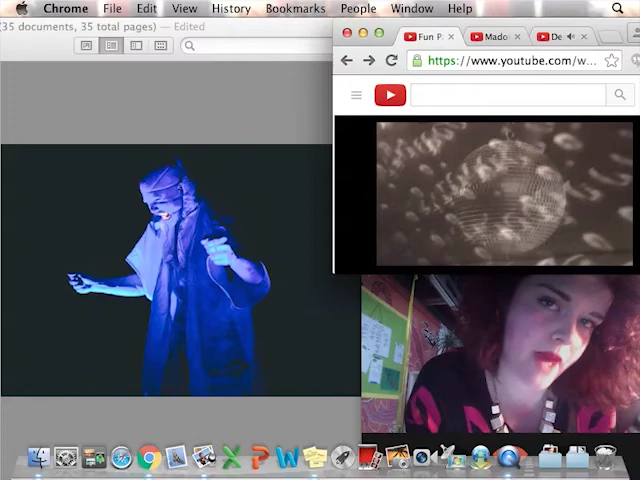 Chrome File Edit View History Bookmarks People Window Help
(35 documents, 35 total pages) — Edited
Fun P
Mado
De
https://www.youtube.com/w...